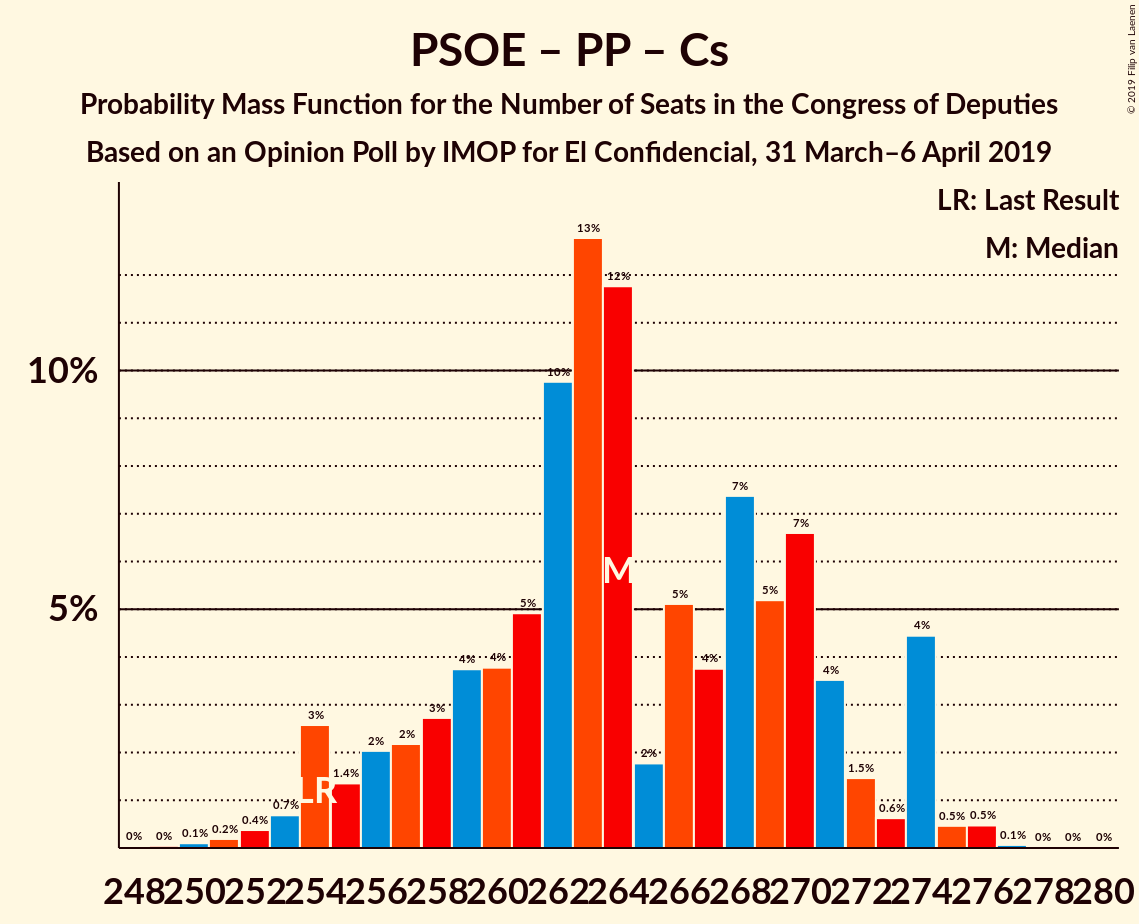 PSOE – PP – Cs
Probability Mass Function for the Number of Seats in the Congress of Deputies
Based on an Opinion Poll by IMOP for El Confidencial, 31 March–6 April 2019
© 2019 Filip van Laenen
LR: Last Result
M: Median
10%
5%
0% 0% 0.1% 0.2% 0.4% 0.7% 3% 1.4% 2% 2% 3% 4% 4% 5% 10% 13% 12% 2% 5% 4% 7% 5% 7% 4% 1.5% 0.6% 4% 0.5% 0.5% 0.1% 0% 0% 0%
LR
M
248 250 252 254 256 258 260 262 264 266 268 270 272 274 276 278 280